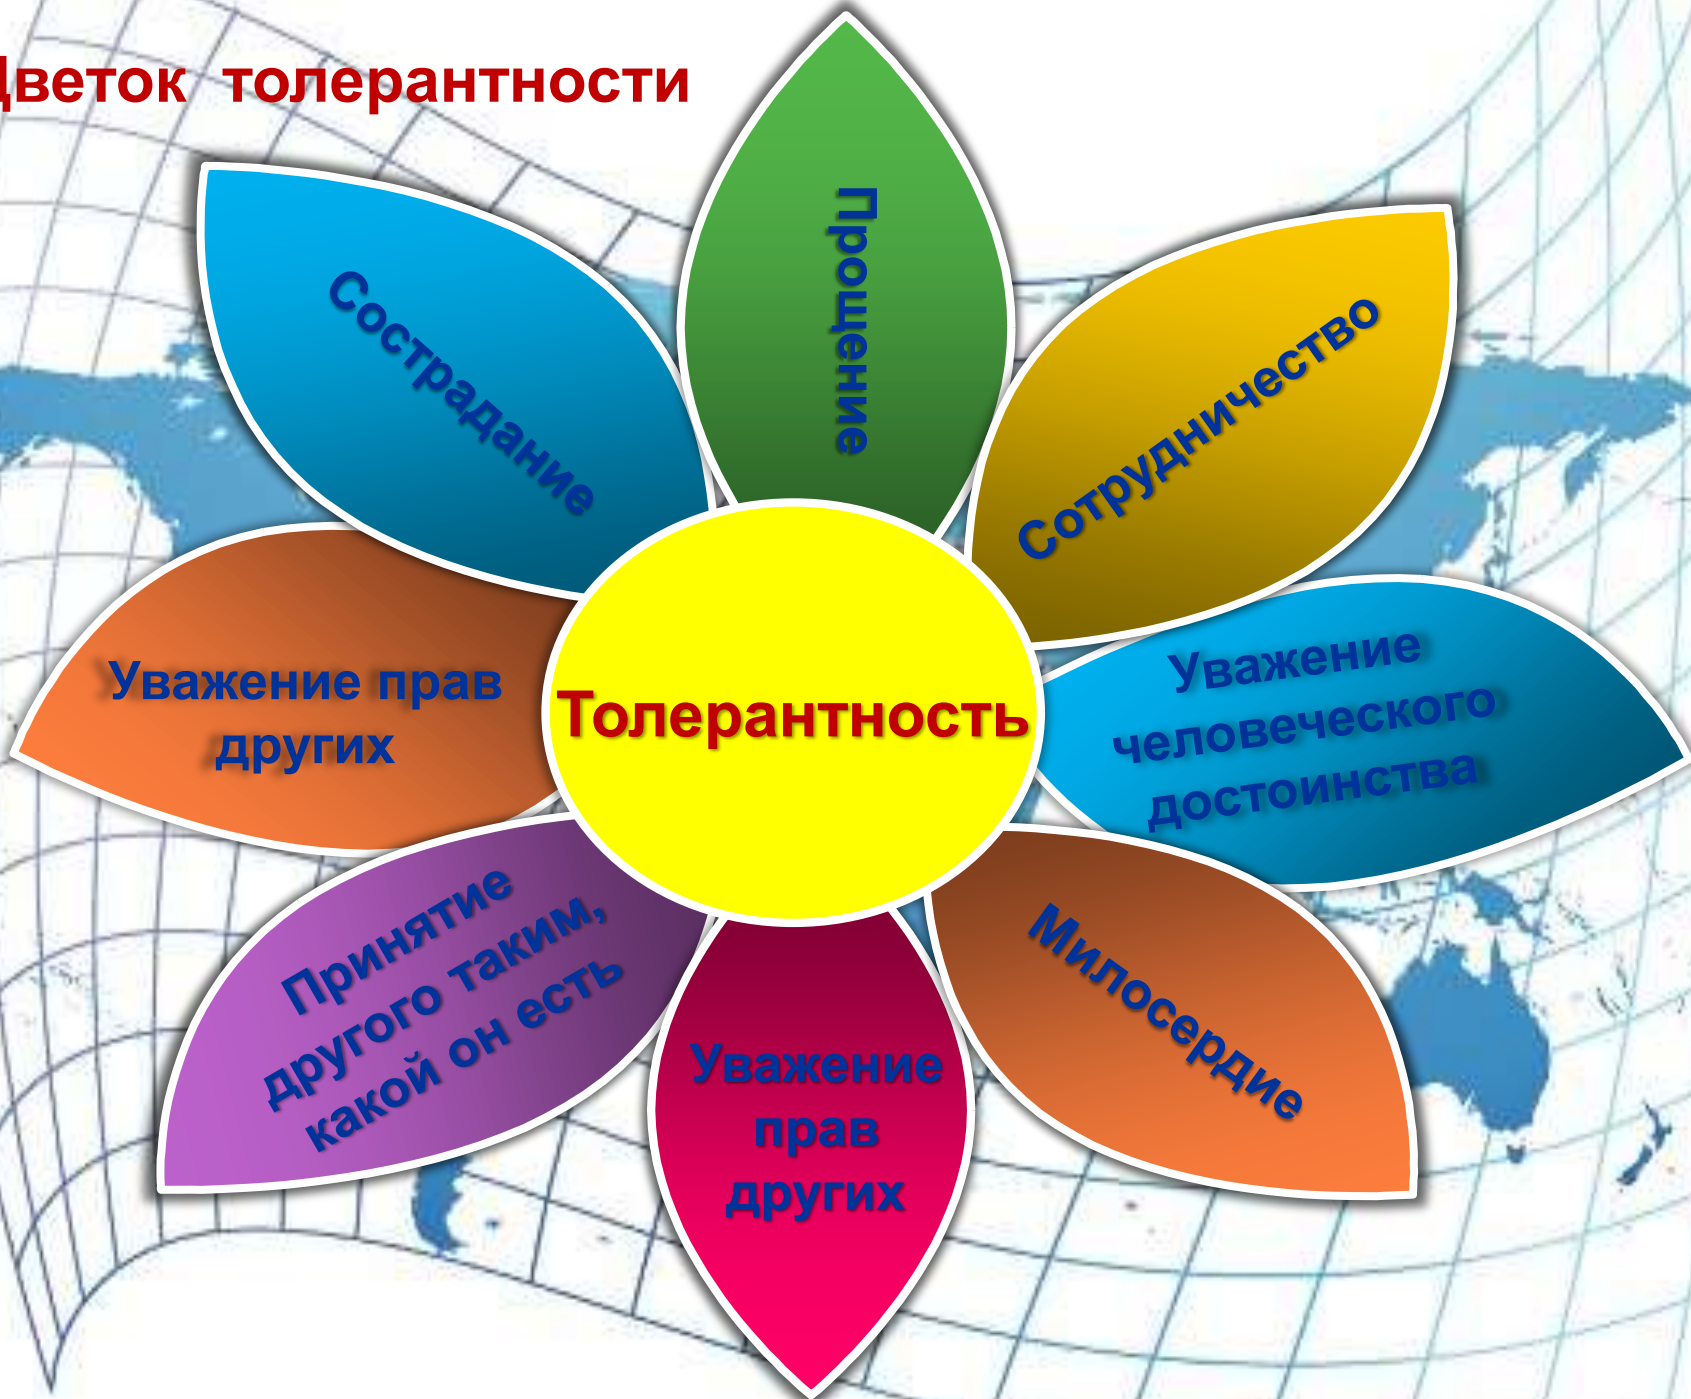 Цветок толерантности
Прощение
Сострадание
Сотрудничество
Уважение
человеческого
достоинства
Уважение прав
других
Толерантность
Принятие
другого таким,
какой он есть
Милосердие
Уважение
прав
других